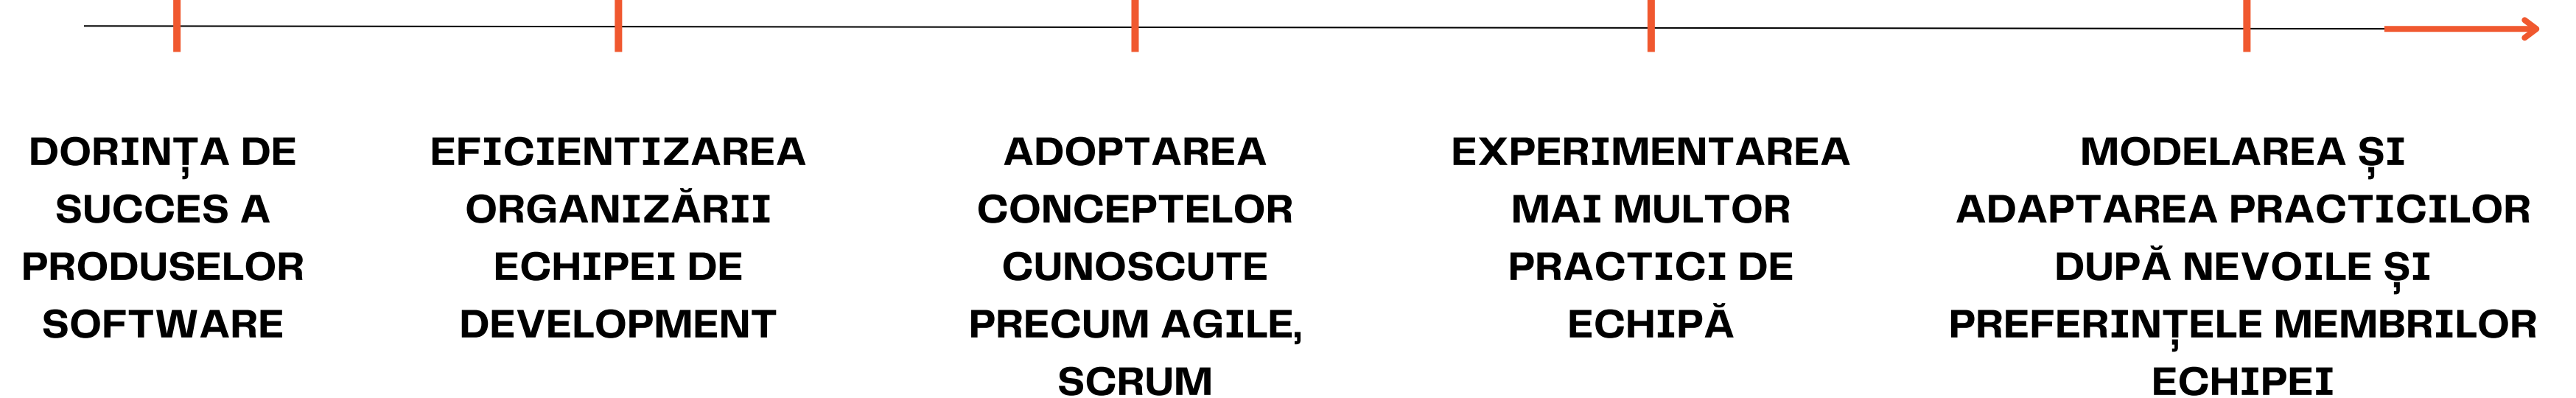 DORINȚA DE
SUCCES A
PRODUSELOR
SOFTWARE
EFICIENTIZAREA
ORGANIZĂRII
ECHIPEI DE
DEVELOPMENT
ADOPTAREA
CONCEPTELOR
CUNOSCUTE
PRECUM AGILE,
SCRUM
EXPERIMENTAREA
MAI MULTOR
PRACTICI DE
ECHIPĂ
MODELAREA ȘI
ADAPTAREA PRACTICILOR
DUPĂ NEVOILE ȘI
PREFERINȚELE MEMBRILOR
ECHIPEI